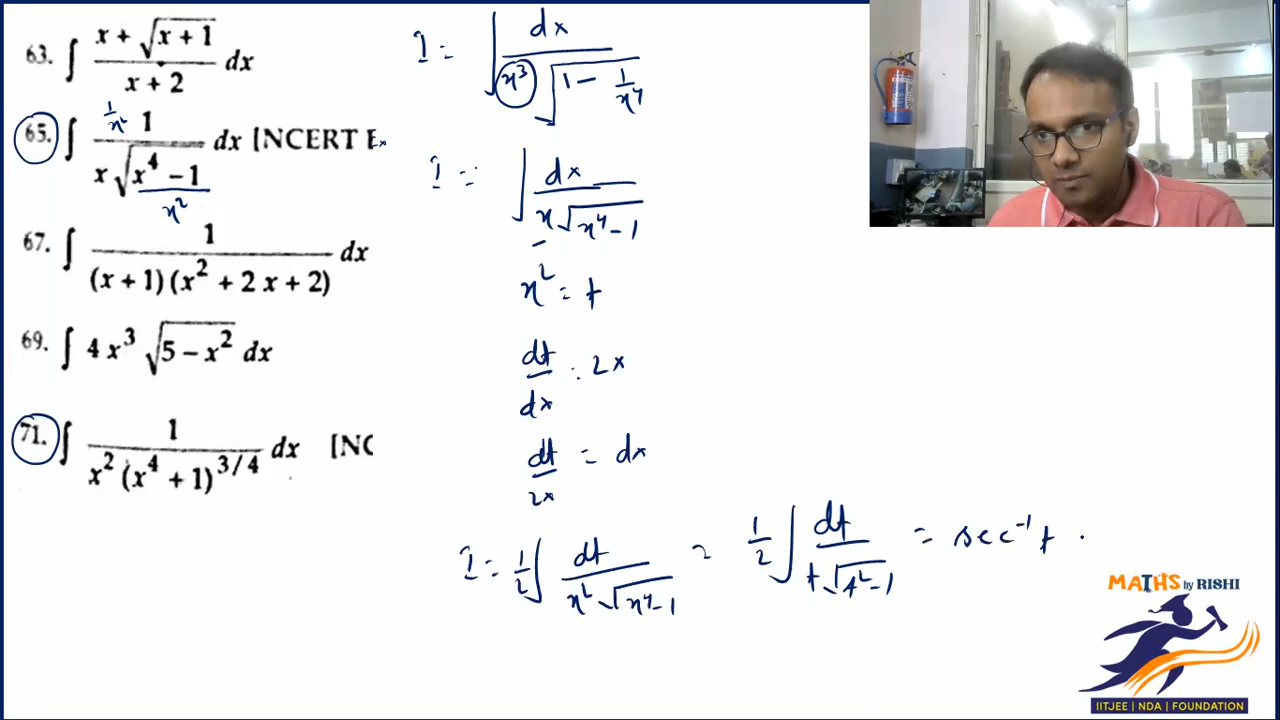 63. ∫ (x + √(x + 1))/(x + 2) dx
1/x²
65. ∫ 1/(x√(x⁴ − 1)) dx [NCERT Ex
x²
67. ∫ 1/((x + 1)(x² + 2x + 2)) dx
69. ∫ 4x³ √(5 − x²) dx
71. ∫ 1/(x² (x⁴ + 1)^(3/4)) dx [NC
I = ∫ dx/(x³ √(1 − 1/x⁴))
I = ∫ dx/(x√(x⁴ − 1))
x² = t
dt/dx = 2x
dt/2x = dx
I = 1/2 ∫ dt/(x² √(x⁴ − 1)) = 1/2 ∫ dt/(t√(t² − 1)) = sec⁻¹ t .
MATHS by RISHI
IITJEE | NDA | FOUNDATION